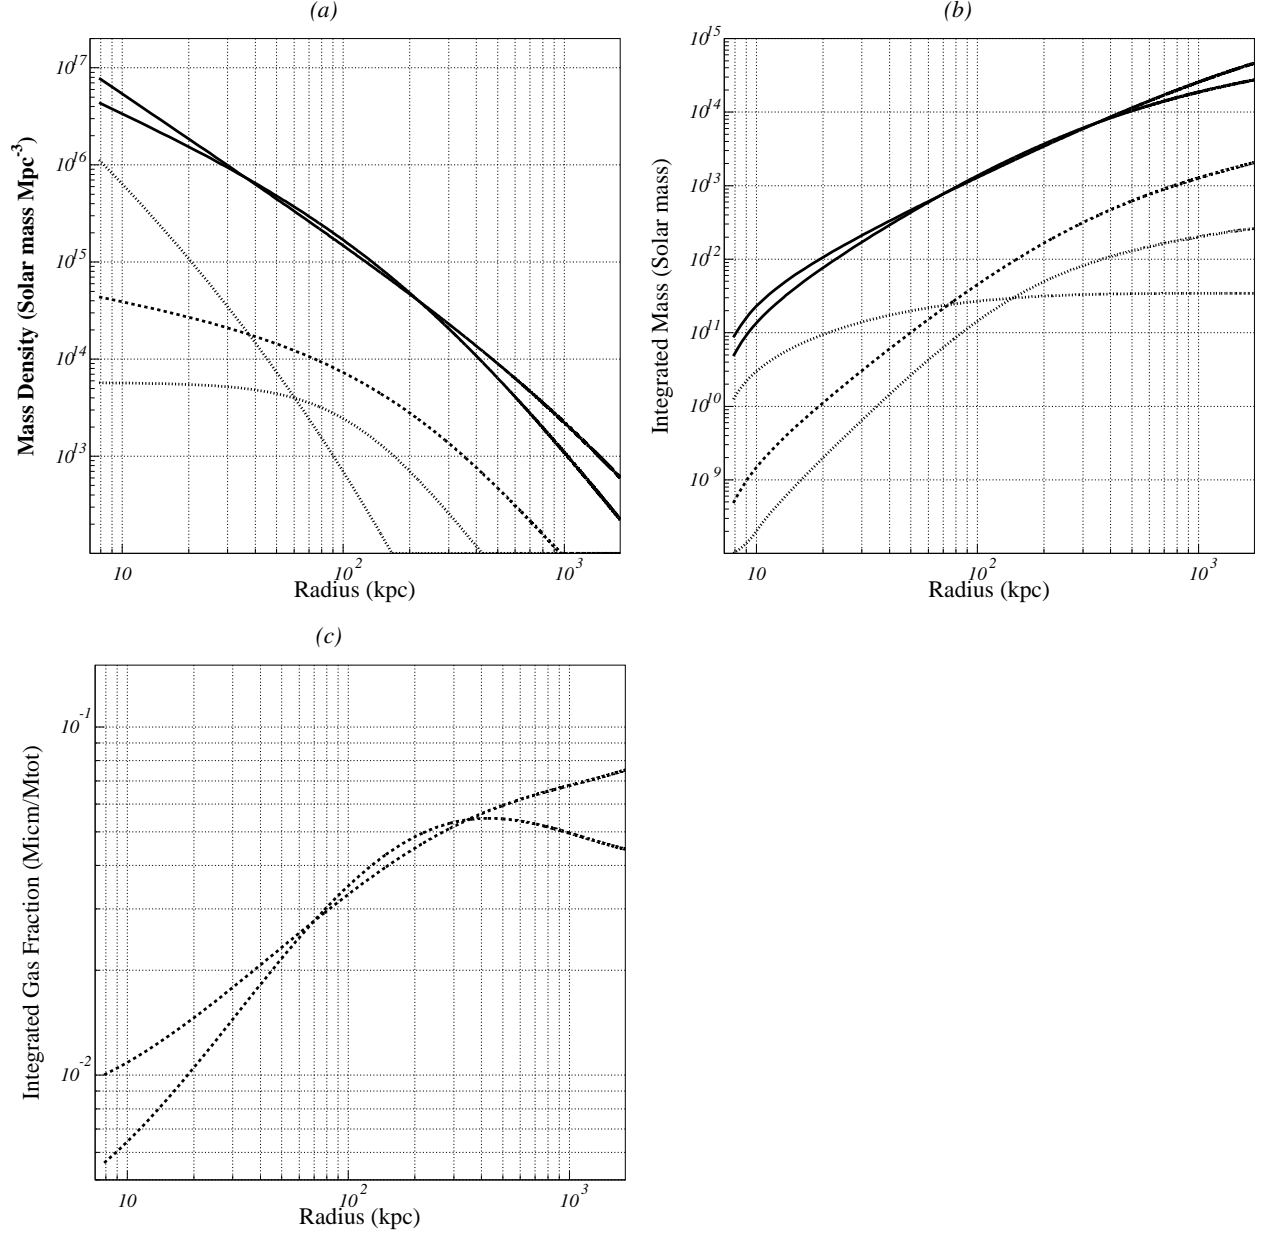 (a)
Mass Density (Solar mass Mpc^-3)
10^17
10^16
10^15
10^14
10^13
10
10^2
10^3
Radius (kpc)
(b)
Integrated Mass (Solar mass)
10^15
10^14
10^13
10^12
10^11
10^10
10^9
10
10^2
10^3
Radius (kpc)
(c)
Integrated Gas Fraction (Micm/Mtot)
10^-1
10^-2
10
10^2
10^3
Radius (kpc)